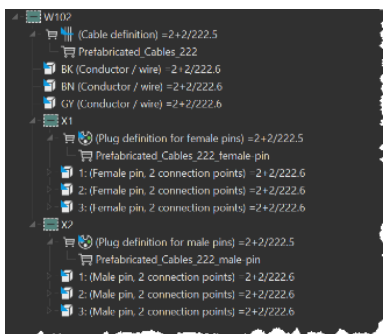 W102
(Cable definition) =2+2/222.5
Prefabricated_Cables_222
BK (Conductor / wire) =2+2/222.6
BN (Conductor / wire) =2+2/222.6
GY (Conductor / wire) =2+2/222.6
X1
(Plug definition for female pins) =2+2/222.5
Prefabricated_Cables_222_female-pin
1: (Female pin, 2 connection points) =2+2/222.6
2: (Female pin, 2 connection points) =2+2/222.6
3: (Female pin, 2 connection points) =2+2/222.6
X2
(Plug definition for male pins) =2+2/222.5
Prefabricated_Cables_222_male-pin
1: (Male pin, 2 connection points) =2+2/222.6
2: (Male pin, 2 connection points) =2+2/222.6
3: (Male pin, 2 connection points) =2+2/222.6